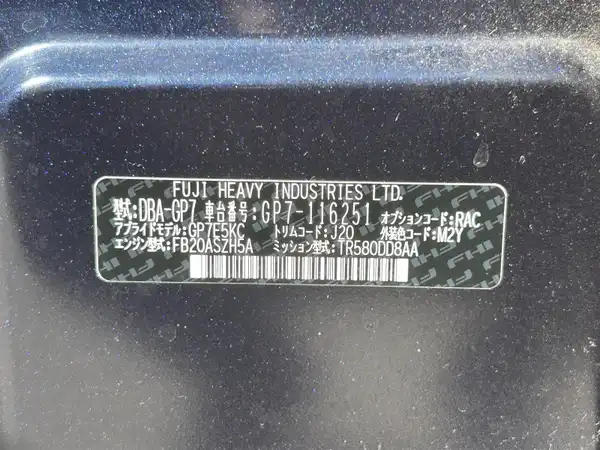 FUJI HEAVY INDUSTRIES LTD.
型式:DBA-GP7 車台番号:GP7-116251 オプションコード:RAC
アプライドモデル:GP7E5KC トリムコード:J20 外装色コード:M2Y
エンジン型式:FB20ASZH5A ミッション型式:TR580DD8AA